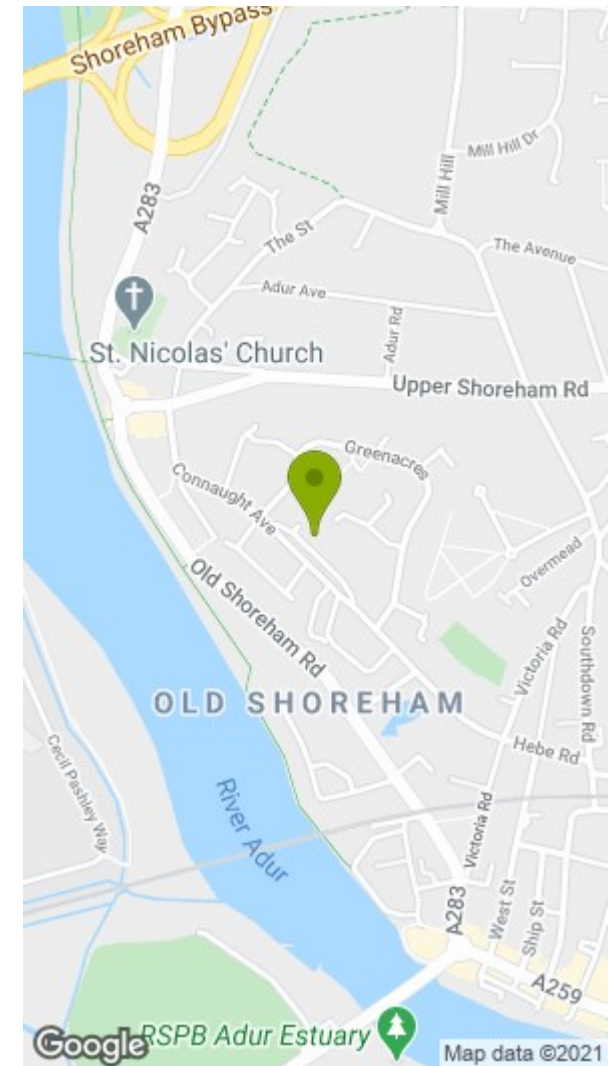 Shoreham Bypass
A283
Mill Hill Dr
Mill Hill
The St
The Avenue
Adur Ave
Adur Rd
St. Nicolas' Church
Upper Shoreham Rd
Greenacres
Connaught Ave
Overmead
Old Shoreham Rd
Victoria Rd
Southdown Rd
OLD SHOREHAM
Hebe Rd
Cecil Pashley Way
River Adur
Victoria Rd
A283
West St
Ship St
A259
RSPB Adur Estuary
Google
Map data ©2021